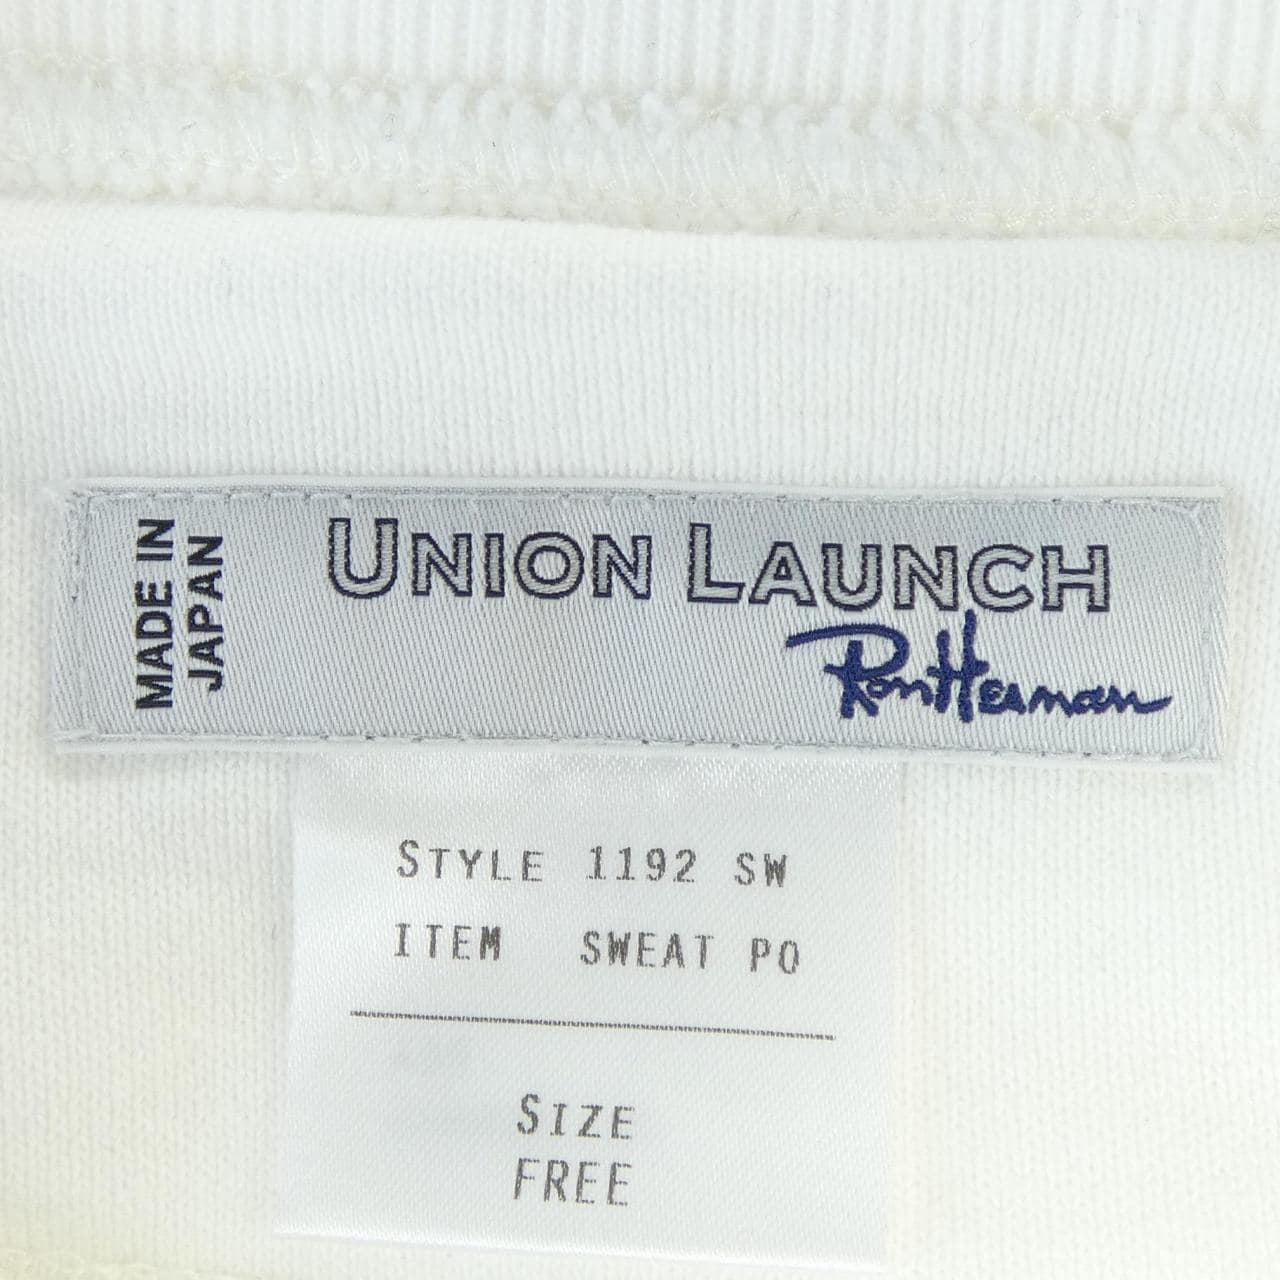 MADE IN
JAPAN
UNION LAUNCH
Ron Herman
STYLE 1192 SW
ITEM SWEAT PO
SIZE
FREE